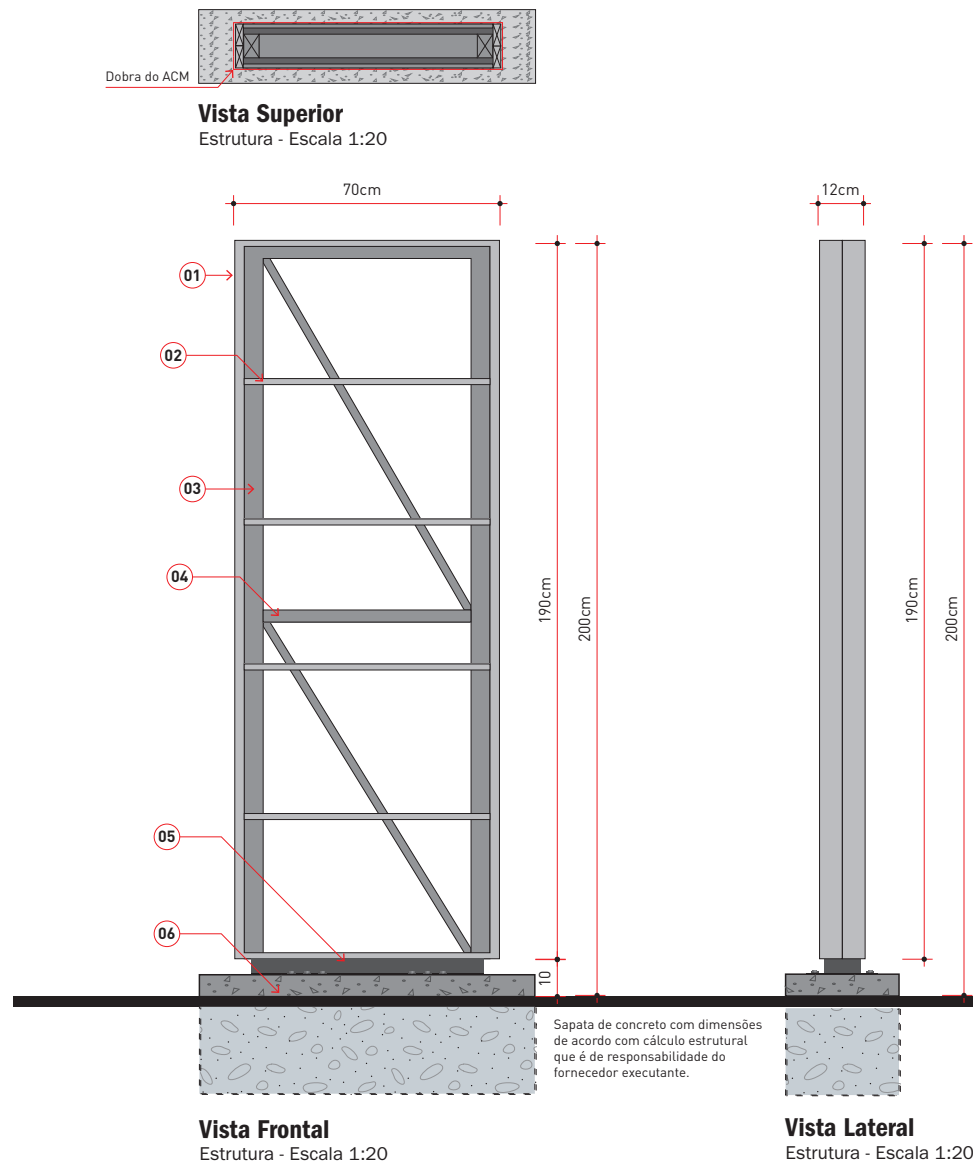 Dobra do ACM
Vista Superior
Estrutura - Escala 1:20
70cm
12cm
01
02
03
04
05
06
190cm
200cm
10
190cm
200cm
Sapata de concreto com dimensões
de acordo com cálculo estrutural
que é de responsabilidade do
fornecedor executante.
Vista Frontal
Estrutura - Escala 1:20
Vista Lateral
Estrutura - Escala 1:20